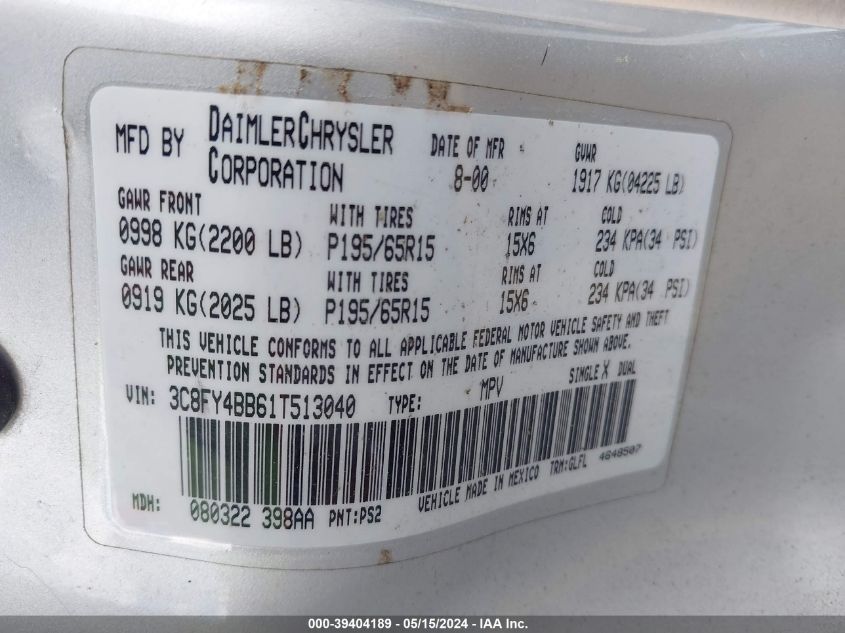 MFD BY DAIMLERCHRYSLER CORPORATION DATE OF MFR 8-00 GVWR 1917 KG(04225 LB)
GAWR FRONT WITH TIRES RIMS AT COLD
0998 KG(2200 LB) P195/65R15 15X6 234 KPA(34 PSI)
GAWR REAR WITH TIRES RIMS AT COLD
0919 KG(2025 LB) P195/65R15 15X6 234 KPA(34 PSI)
THIS VEHICLE CONFORMS TO ALL APPLICABLE FEDERAL MOTOR VEHICLE SAFETY AND THEFT
PREVENTION STANDARDS IN EFFECT ON THE DATE OF MANUFACTURE SHOWN ABOVE.
VIN: 3C8FY4BB61T513040 TYPE: MPV SINGLE X DUAL
4648507
MDH: 080322 398AA PNT:PS2 VEHICLE MADE IN MEXICO TRM:GLFL
000-39404189 - 05/15/2024 - IAA Inc.